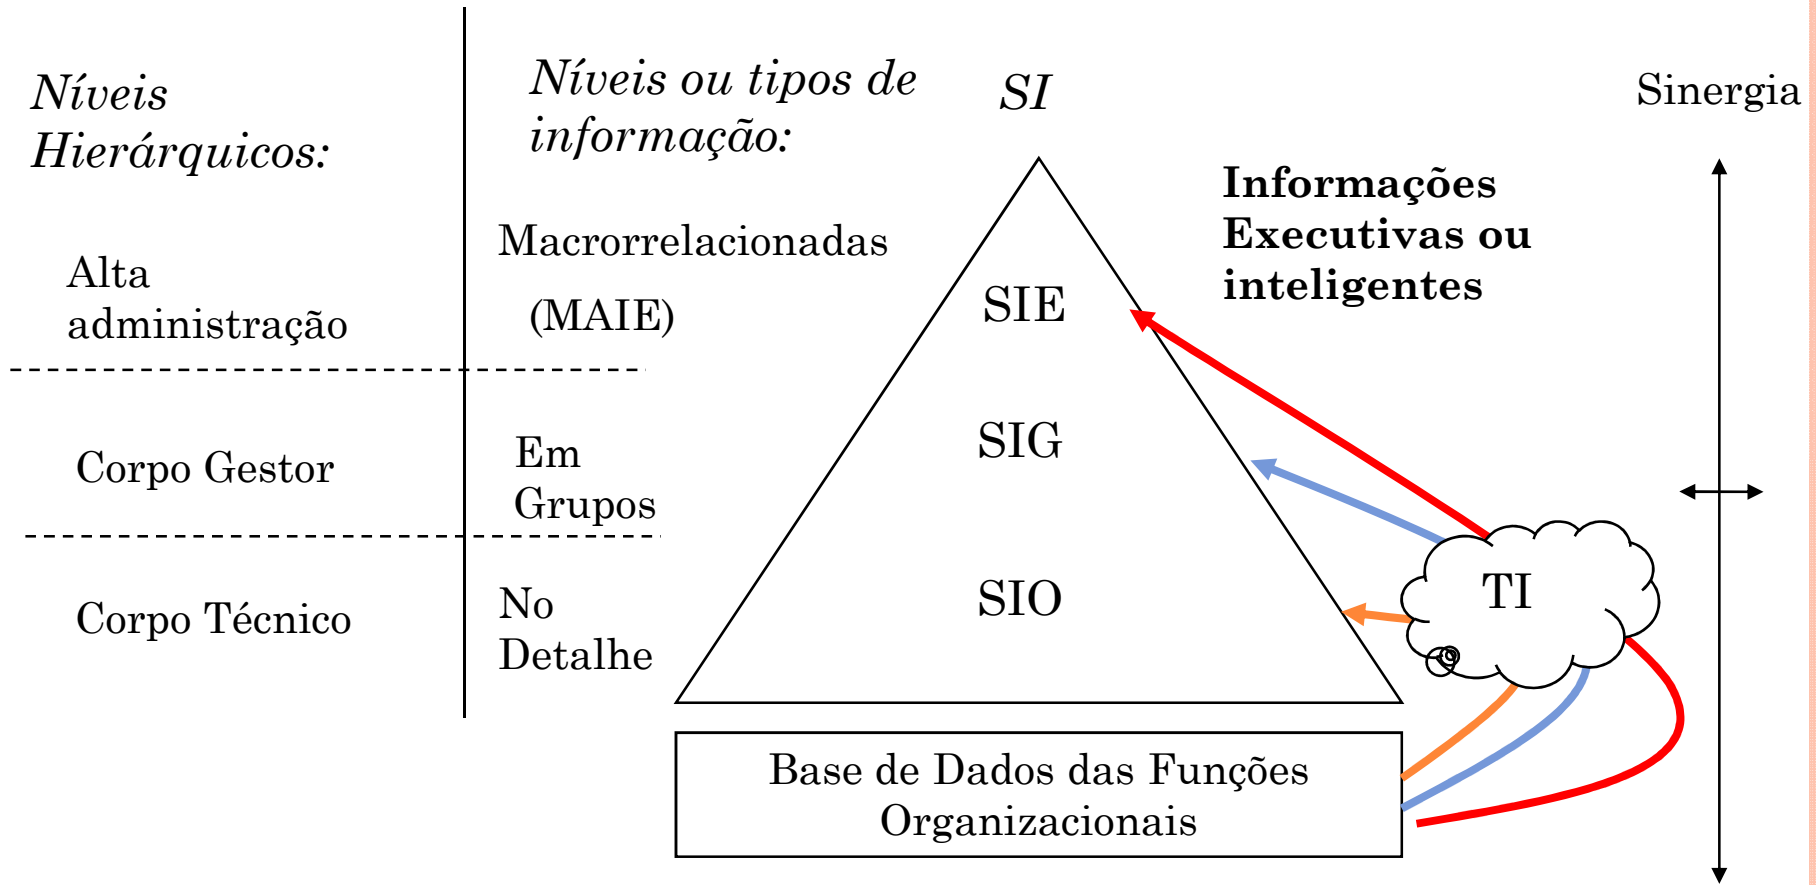 Níveis
Hierárquicos:
Níveis ou tipos de
informação:
SI
Sinergia
Informações
Executivas ou
inteligentes
Alta
administração
Macrorrelacionadas
(MAIE)
SIE
Corpo Gestor
Em
Grupos
SIG
Corpo Técnico
No
Detalhe
SIO
TI
Base de Dados das Funções
Organizacionais